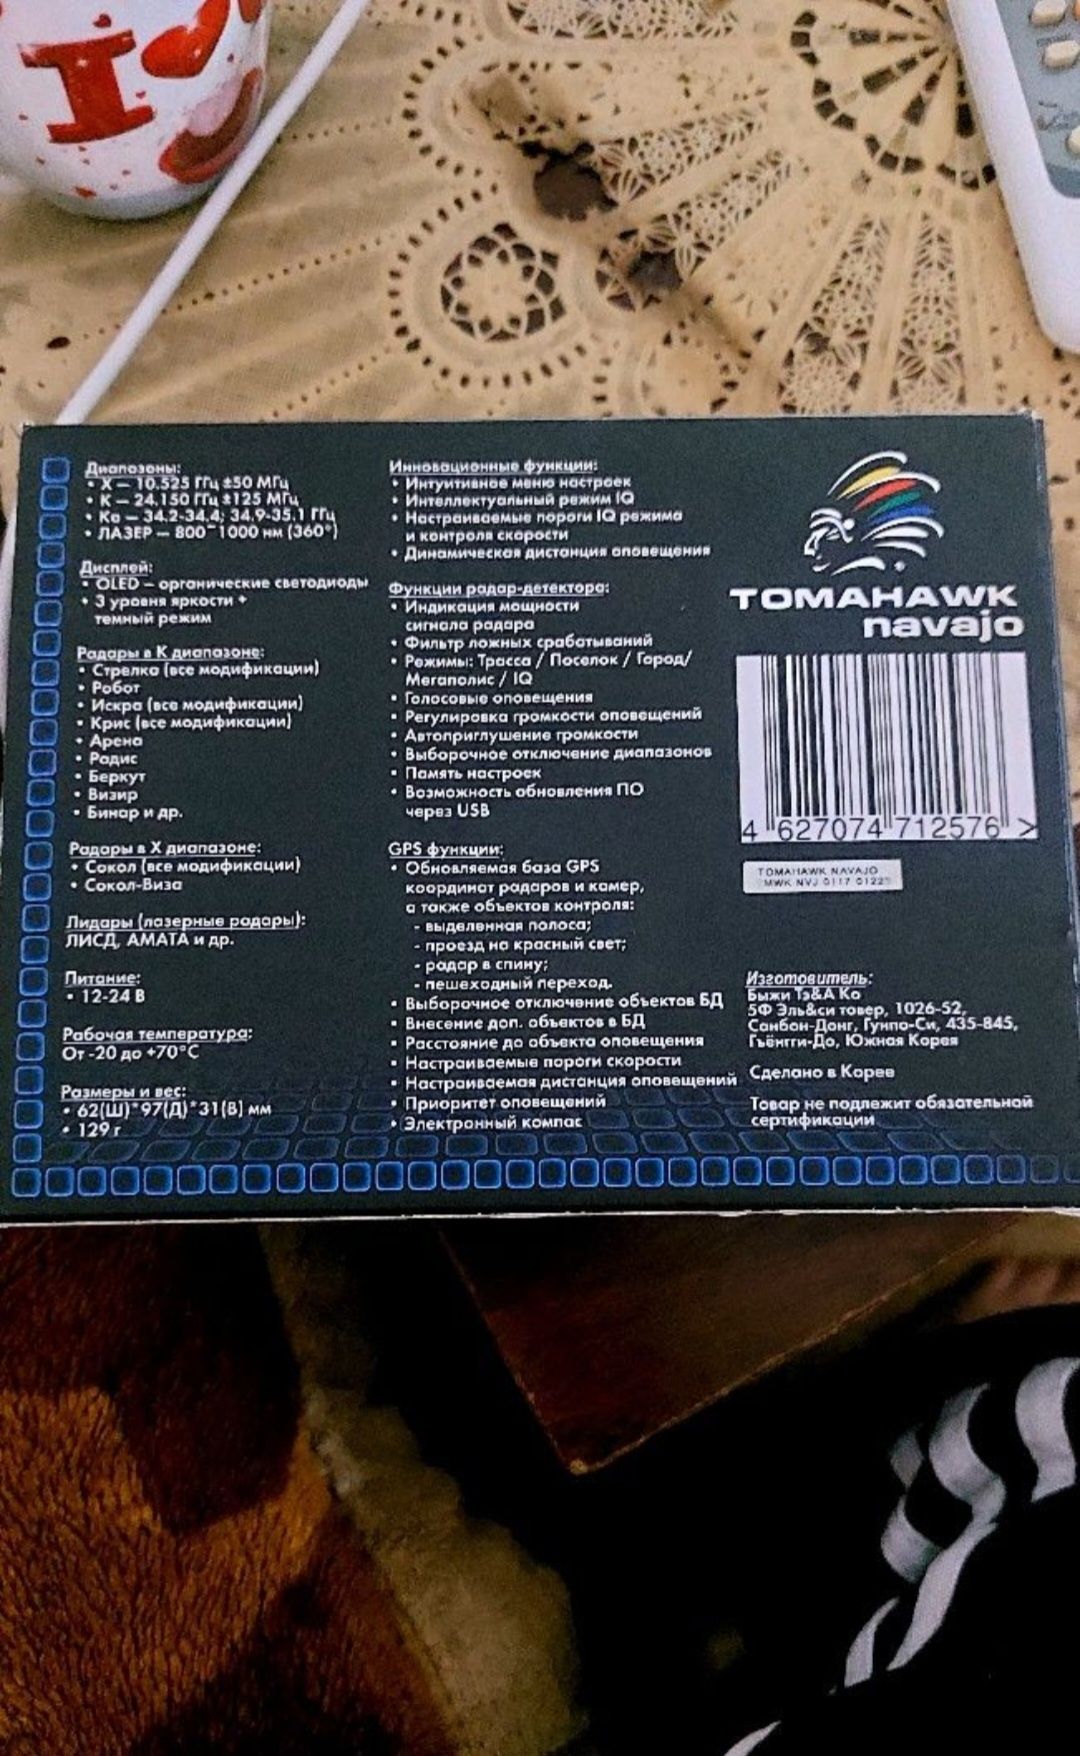 I
Диапазоны:
• X — 10.525 ГГц ±50 МГц
• K — 24.150 ГГц ±125 МГц
• Ka — 34.2-34.4; 34.9-35.1 ГГц
• ЛАЗЕР — 800~1000 нм (360°)
Дисплей:
• OLED – органические светодиоды
• 3 уровня яркости +
темный режим
Радары в К диапазоне:
• Стрелка (все модификации)
• Робот
• Искра (все модификации)
• Крис (все модификации)
• Арена
• Радис
• Беркут
• Визир
• Бинар и др.
Радары в X диапазоне:
• Сокол (все модификации)
• Сокол-Виза
Лидары (лазерные радары):
ЛИСД, АМАТА и др.
Питание:
• 12-24 В
Рабочая температура:
От -20 до +70°С
Размеры и вес:
• 62(Ш)*97(Д)*31(В) мм
• 129 г
Инновационные функции:
• Интуитивное меню настроек
• Интеллектуальный режим IQ
• Настраиваемые пороги IQ режима
и контроля скорости
• Динамическая дистанция оповещения
Функции радар-детектора:
• Индикация мощности
сигнала радара
• Фильтр ложных срабатываний
• Режимы: Трасса / Поселок / Город/
Мегаполис / IQ
• Голосовые оповещения
• Регулировка громкости оповещений
• Автоприглушение громкости
• Выборочное отключение диапазонов
• Память настроек
• Возможность обновления ПО
через USB
GPS функции:
• Обновляемая база GPS
координат радаров и камер,
а также объектов контроля:
- выделенная полоса;
- проезд на красный свет;
- радар в спину;
- пешеходный переход.
• Выборочное отключение объектов БД
• Внесение доп. объектов в БД
• Расстояние до объекта оповещения
• Настраиваемые пороги скорости
• Настраиваемая дистанция оповещений
• Приоритет оповещений
• Электронный компас
TOMAHAWK
navajo
4 627074 712576 >
TOMAHAWK NAVAJO
MWK NVJ 0117 0122
Изготовитель:
Быжи Тэ&А Ко
5Ф Эль&си товер, 1026-52,
Санбон-Донг, Гунпо-Си, 435-845,
Гъёнгги-До, Южная Корея
Сделано в Корее
Товар не подлежит обязательной
сертификации